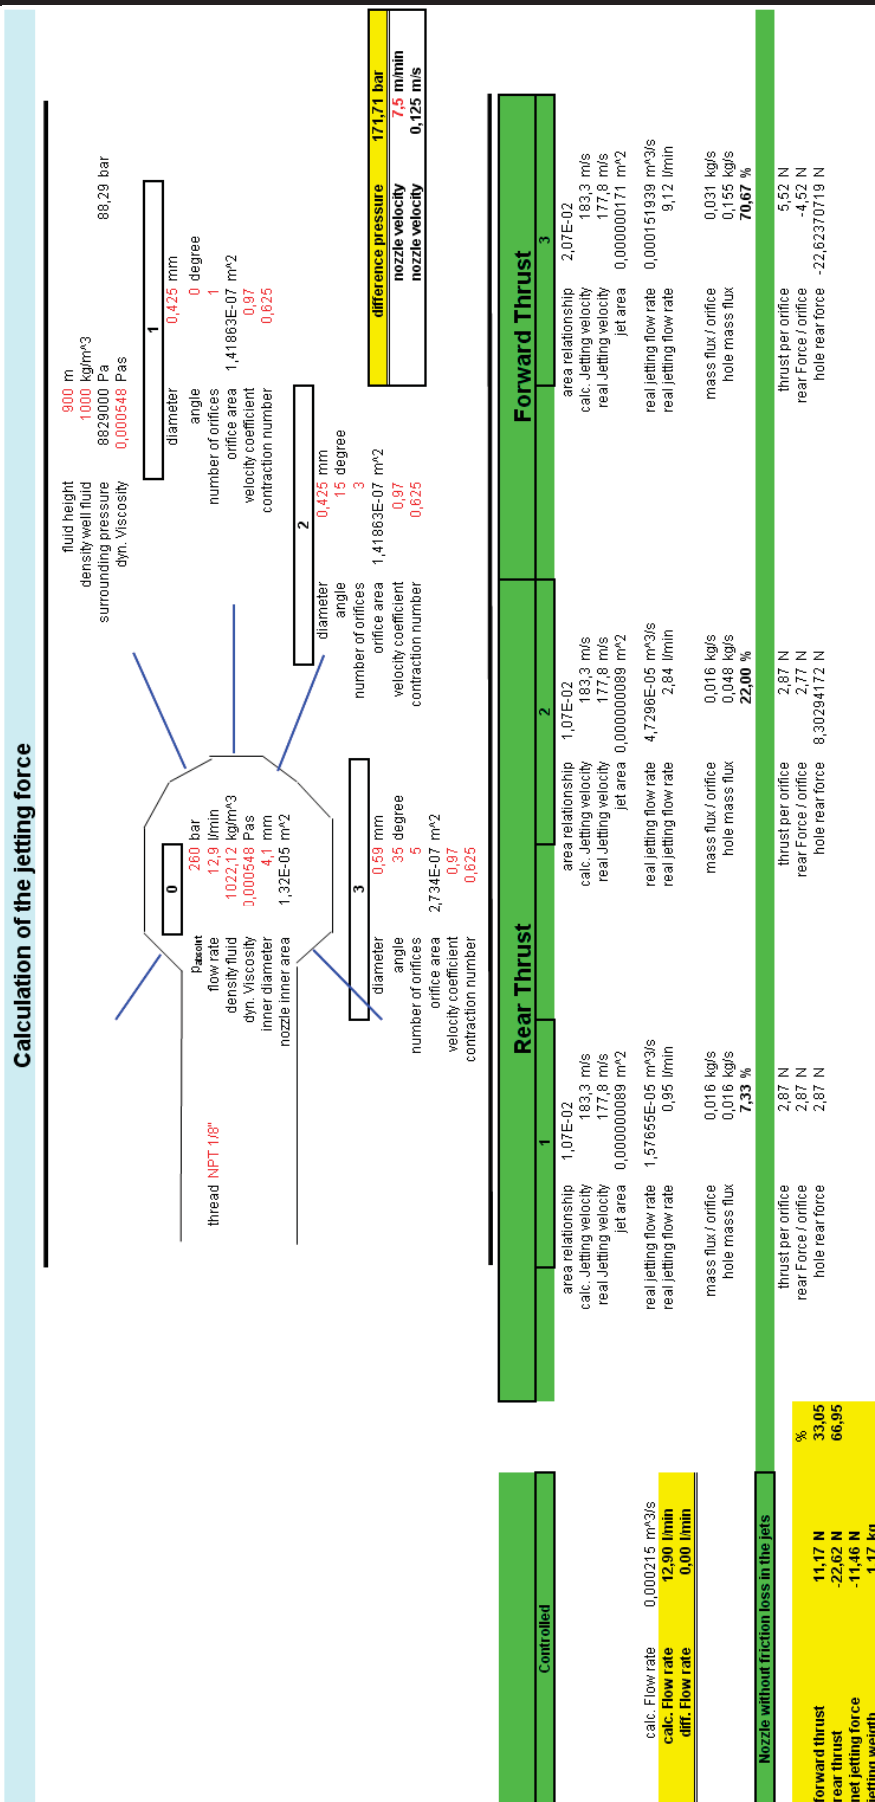 Calculation of the jetting force
fluid height 900 m
density well fluid 1000 kg/m^3
surrounding pressure 8829000 Pa 88,29 bar
dyn. Viscosity 0,000548 Pas
1
diameter 0,425 mm
angle 0 degree
number of orifices 1
orifice area 1,41863E-07 m^2
velocity coefficient 0,97
contraction number 0,625
thread NPT 1/8"
0
Pabsolut 260 bar
flow rate 12,9 l/min
density fluid 1022,12 kg/m^3
dyn. Viscosity 0,000548 Pas
inner diameter 4,1 mm
nozzle inner area 1,32E-05 m^2
2
diameter 0,425 mm
angle 15 degree
number of orifices 3
orifice area 1,41863E-07 m^2
velocity coefficient 0,97
contraction number 0,625
3
diameter 0,59 mm
angle 35 degree
number of orifices 5
orifice area 2,734E-07 m^2
velocity coefficient 0,97
contraction number 0,625
difference pressure 171,71 bar
nozzle velocity 7,5 m/min
nozzle velocity 0,125 m/s
Rear Thrust Forward Thrust
Controlled 1 2 3
area relationship 1,07E-02 area relationship 1,07E-02 area relationship 2,07E-02
calc. Jetting velocity 183,3 m/s calc. Jetting velocity 183,3 m/s calc. Jetting velocity 183,3 m/s
real Jetting velocity 177,8 m/s real Jetting velocity 177,8 m/s real Jetting velocity 177,8 m/s
jet area 0,000000089 m^2 jet area 0,000000089 m^2 jet area 0,000000171 m^2
calc. Flow rate 0,000215 m^3/s real jetting flow rate 1,57655E-05 m^3/s real jetting flow rate 4,7296E-05 m^3/s real jetting flow rate 0,000151939 m^3/s
calc. Flow rate 12,90 l/min real jetting flow rate 0,95 l/min real jetting flow rate 2,84 l/min real jetting flow rate 9,12 l/min
diff. Flow rate 0,00 l/min
mass flux / orifice 0,016 kg/s mass flux / orifice 0,016 kg/s mass flux / orifice 0,031 kg/s
hole mass flux 0,016 kg/s hole mass flux 0,048 kg/s hole mass flux 0,155 kg/s
7,33 % 22,00 % 70,67 %
Nozzle without friction loss in the jets
thrust per orifice 2,87 N thrust per orifice 2,87 N thrust per orifice 5,52 N
% rear Force / orifice 2,87 N rear Force / orifice 2,77 N rear Force / orifice -4,52 N
forward thrust 11,17 N 33,05 hole rear force 2,87 N hole rear force 8,30294172 N hole rear force -22,62370719 N
rear thrust -22,62 N 66,95
net jetting force -11,46 N
jetting weigth 1,17 kg